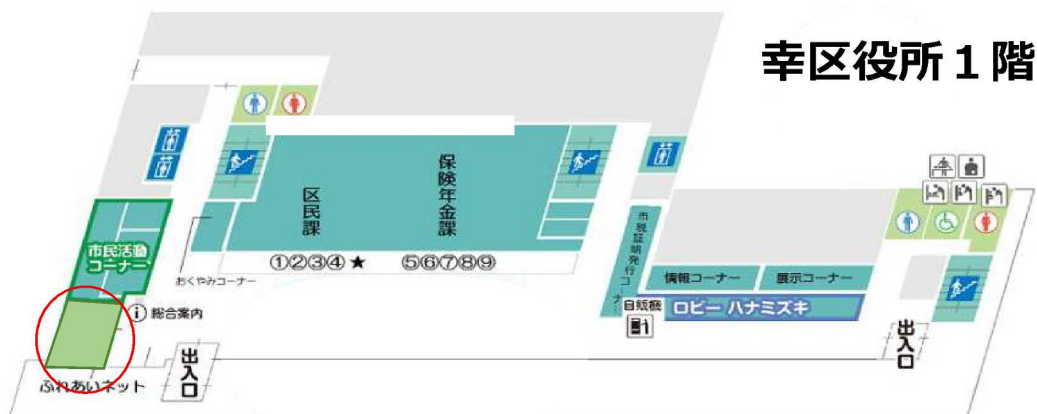 幸区役所１階
保険年金課
区民課
①②③④★
⑤⑥⑦⑧⑨
おくやみコーナー
市民活動
コーナー
ⓘ総合案内
ふれあいネット
出入口
市税証明発行コーナー
情報コーナー
展示コーナー
自販機
ロビー ハナミズキ
出入口